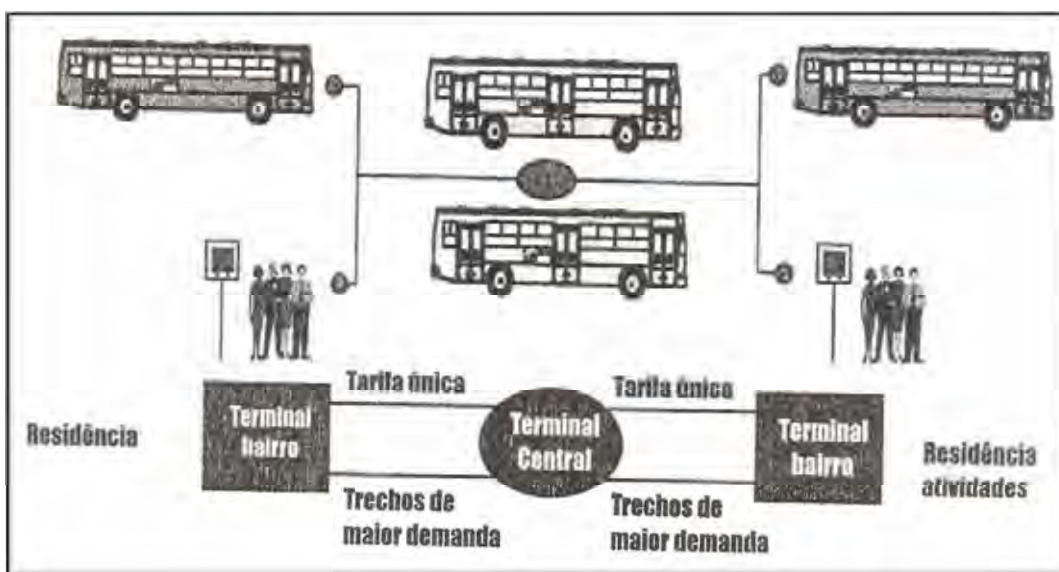 Tarifa única
Tarifa única
Residência
Terminal
bairro
Terminal
Central
Terminal
bairro
Residência
atividades
Trechos de
maior demanda
Trechos de
maior demanda